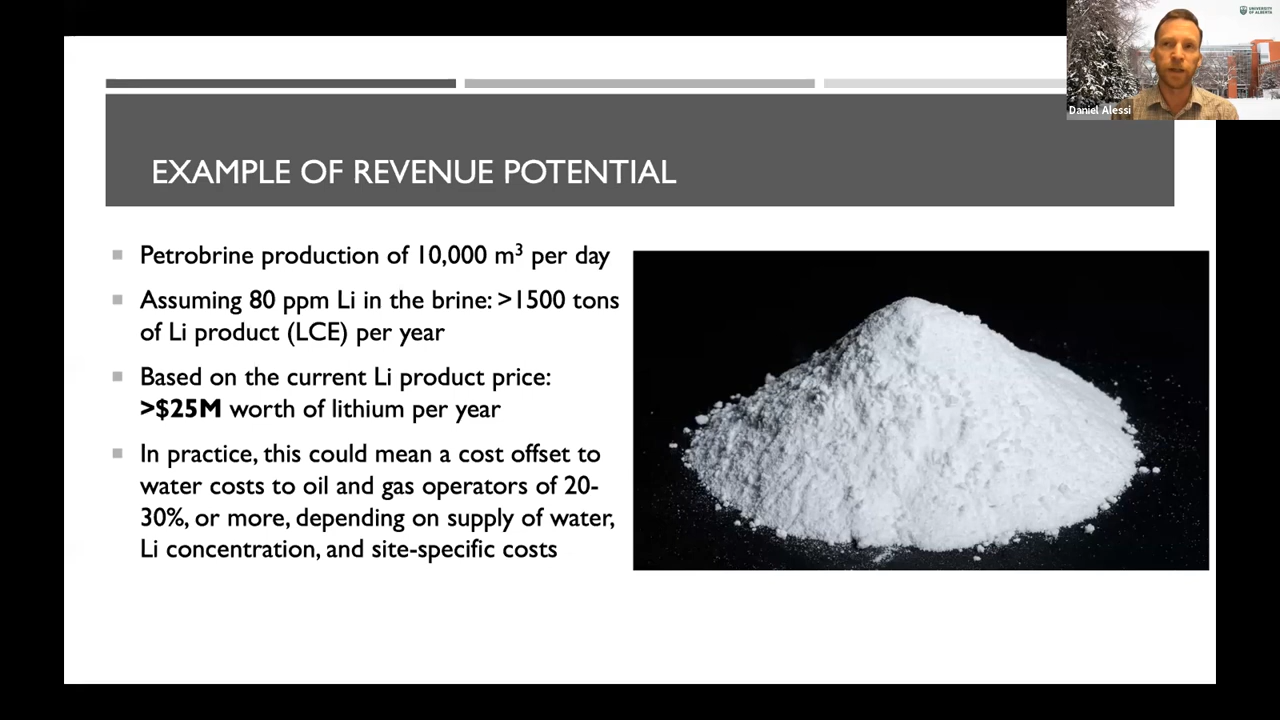 UNIVERSITY
OF ALBERTA
Daniel Alessi
EXAMPLE OF REVENUE POTENTIAL
Petrobrine production of 10,000 m³ per day
Assuming 80 ppm Li in the brine: >1500 tons
of Li product (LCE) per year
Based on the current Li product price:
>$25M worth of lithium per year
In practice, this could mean a cost offset to
water costs to oil and gas operators of 20-
30%, or more, depending on supply of water,
Li concentration, and site-specific costs